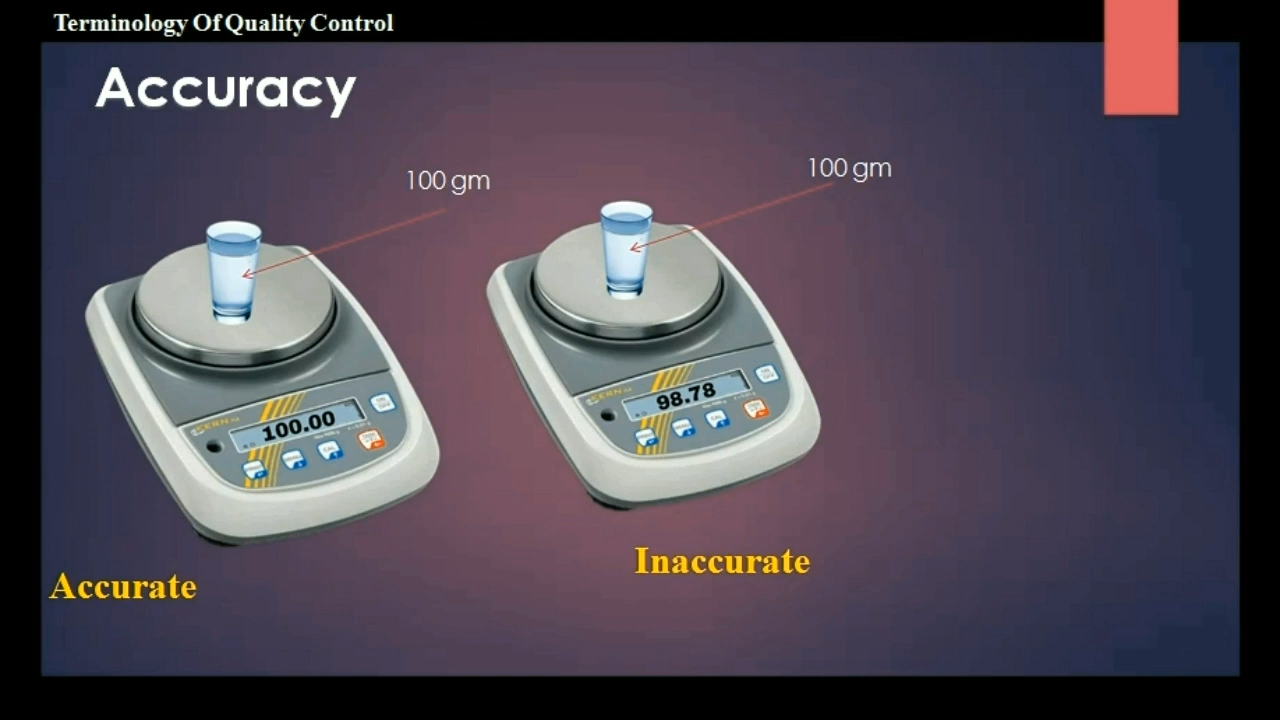 Terminology Of Quality Control
Accuracy
100 gm
100 gm
100.00
98.78
Accurate
Inaccurate